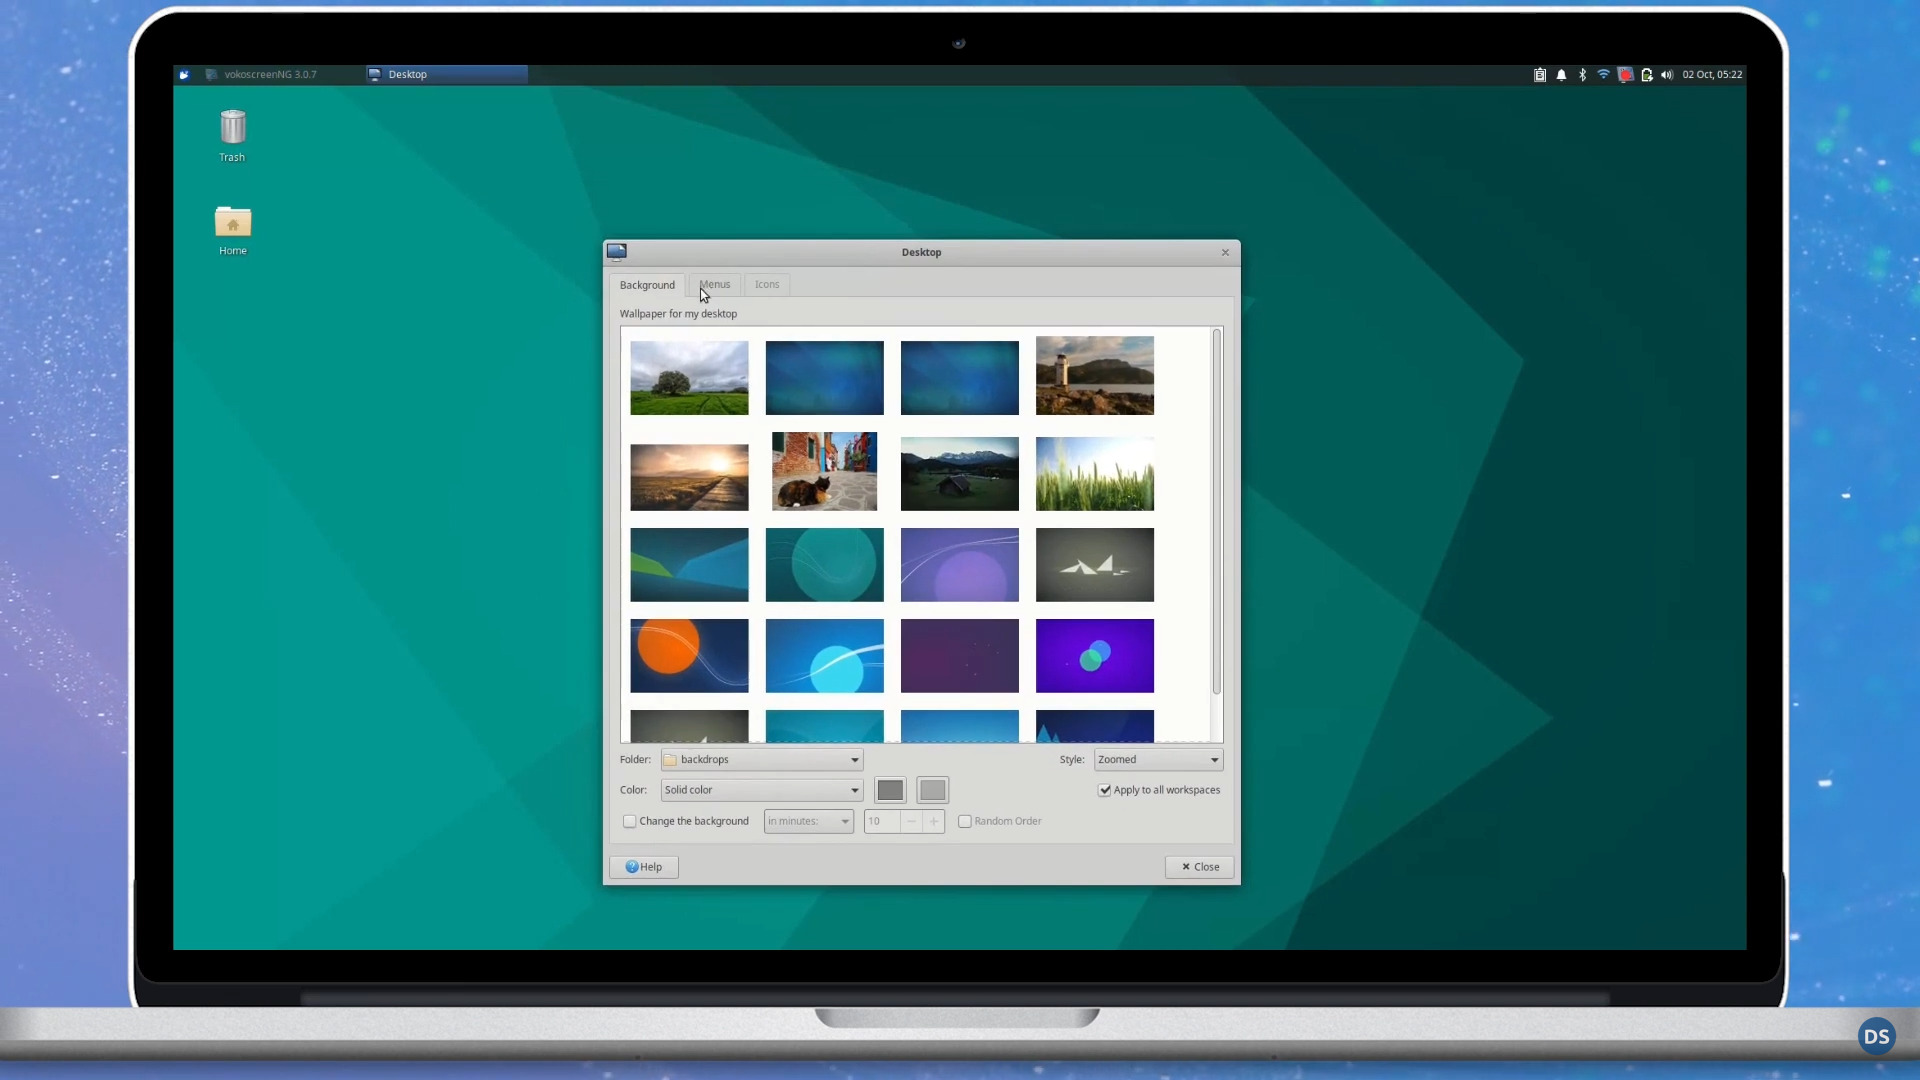 vokoscreenNG 3.0.7
Desktop
02 Oct, 05:22
Trash
Home
Desktop
Background
Menus
Icons
Wallpaper for my desktop
Folder: backdrops
Style: Zoomed
Color: Solid color
Apply to all workspaces
Change the background in minutes: 10 Random Order
Help
Close
DS